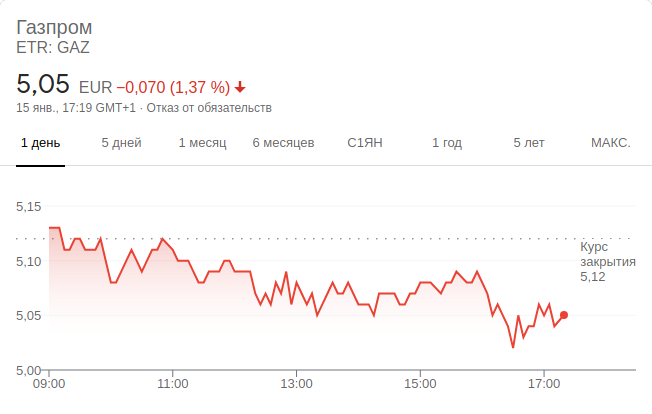 Газпром
ETR: GAZ
5,05 EUR −0,070 (1,37 %)
15 янв., 17:19 GMT+1 · Отказ от обязательств
1 день 5 дней 1 месяц 6 месяцев С1ЯН 1 год 5 лет МАКС.
5,15
5,10
5,05
5,00
Курс
закрытия
5,12
09:00 11:00 13:00 15:00 17:00